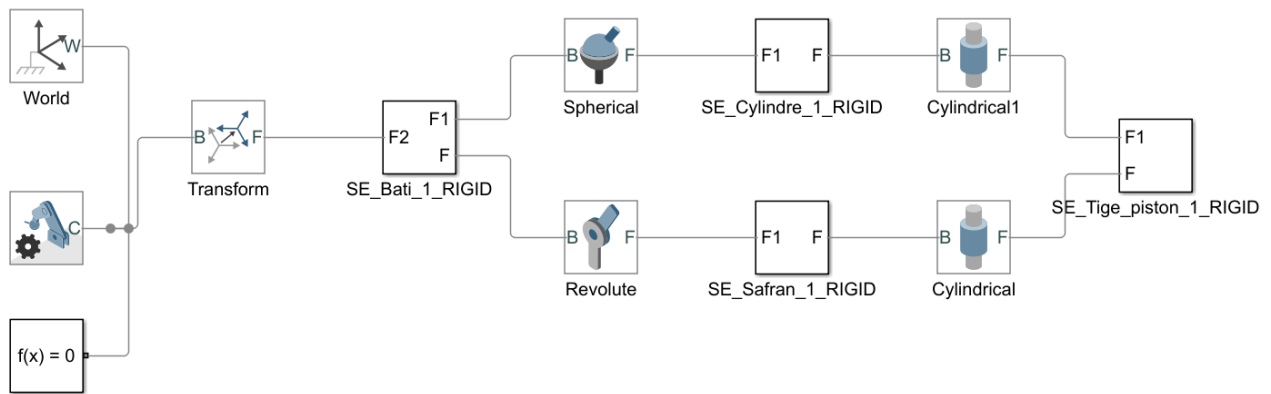 W
World
B
F
Transform
C
f(x) = 0
F2
F1
F
SE_Bati_1_RIGID
B
F
Spherical
F1
F
SE_Cylindre_1_RIGID
B
F
Cylindrical1
B
F
Revolute
F1
F
SE_Safran_1_RIGID
B
F
Cylindrical
F1
F
SE_Tige_piston_1_RIGID